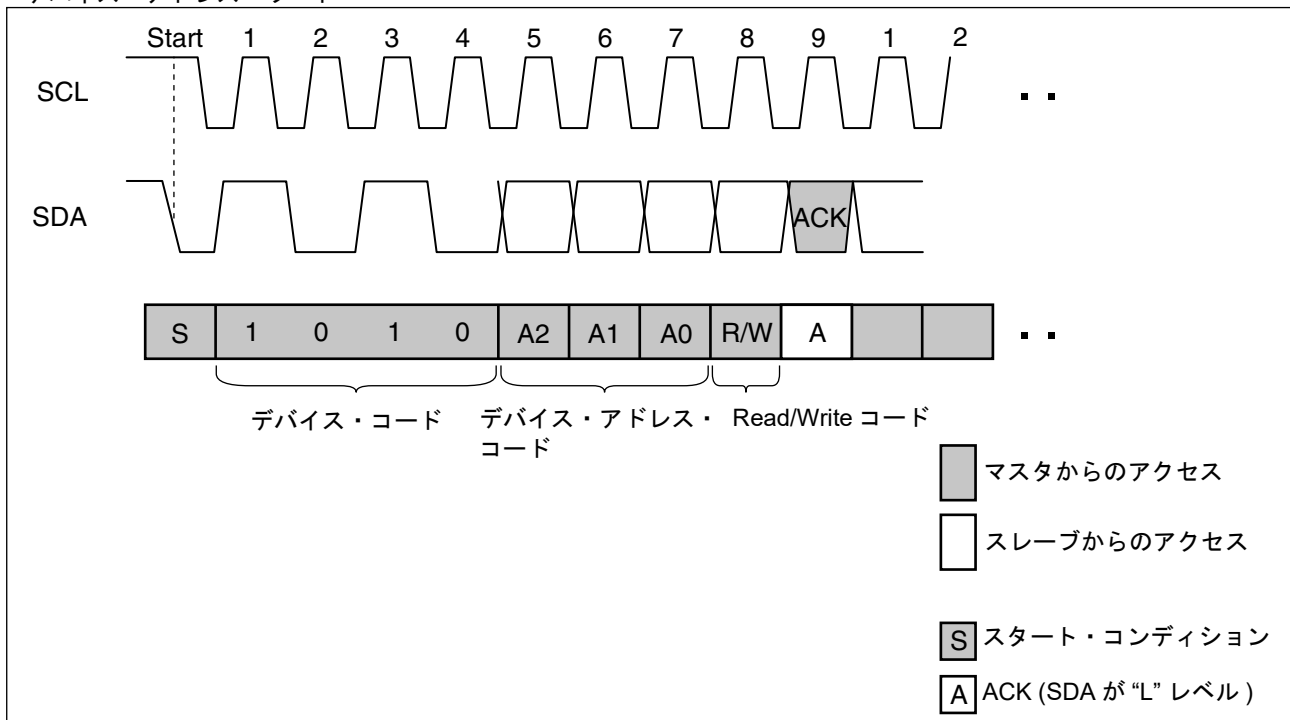 Start 1 2 3 4 5 6 7 8 9 1 2
SCL
SDA
ACK
S 1 0 1 0 A2 A1 A0 R/W A
デバイス・コード
デバイス・アドレス・
コード
Read/Write コード
マスタからのアクセス
スレーブからのアクセス
S スタート・コンディション
A ACK (SDA が “L” レベル )